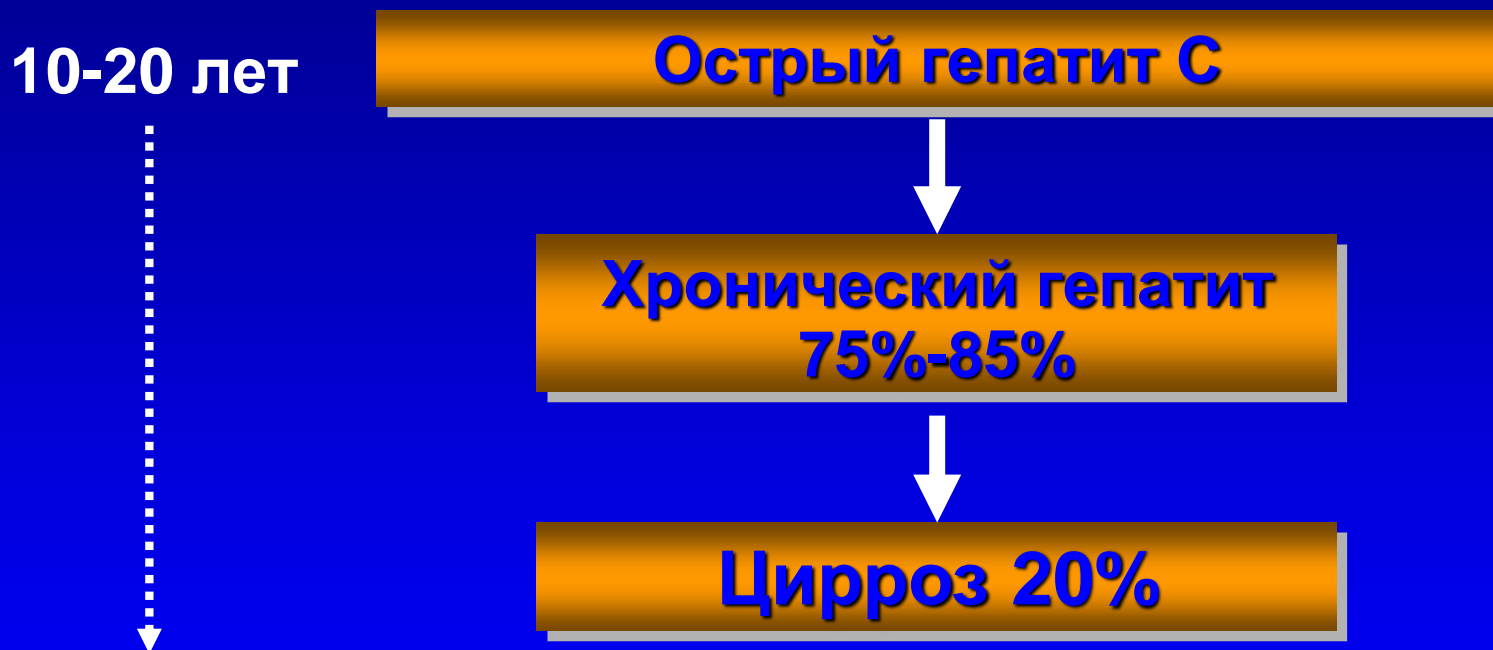 10-20 лет
Острый гепатит С
Хронический гепатит
75%-85%
Цирроз 20%